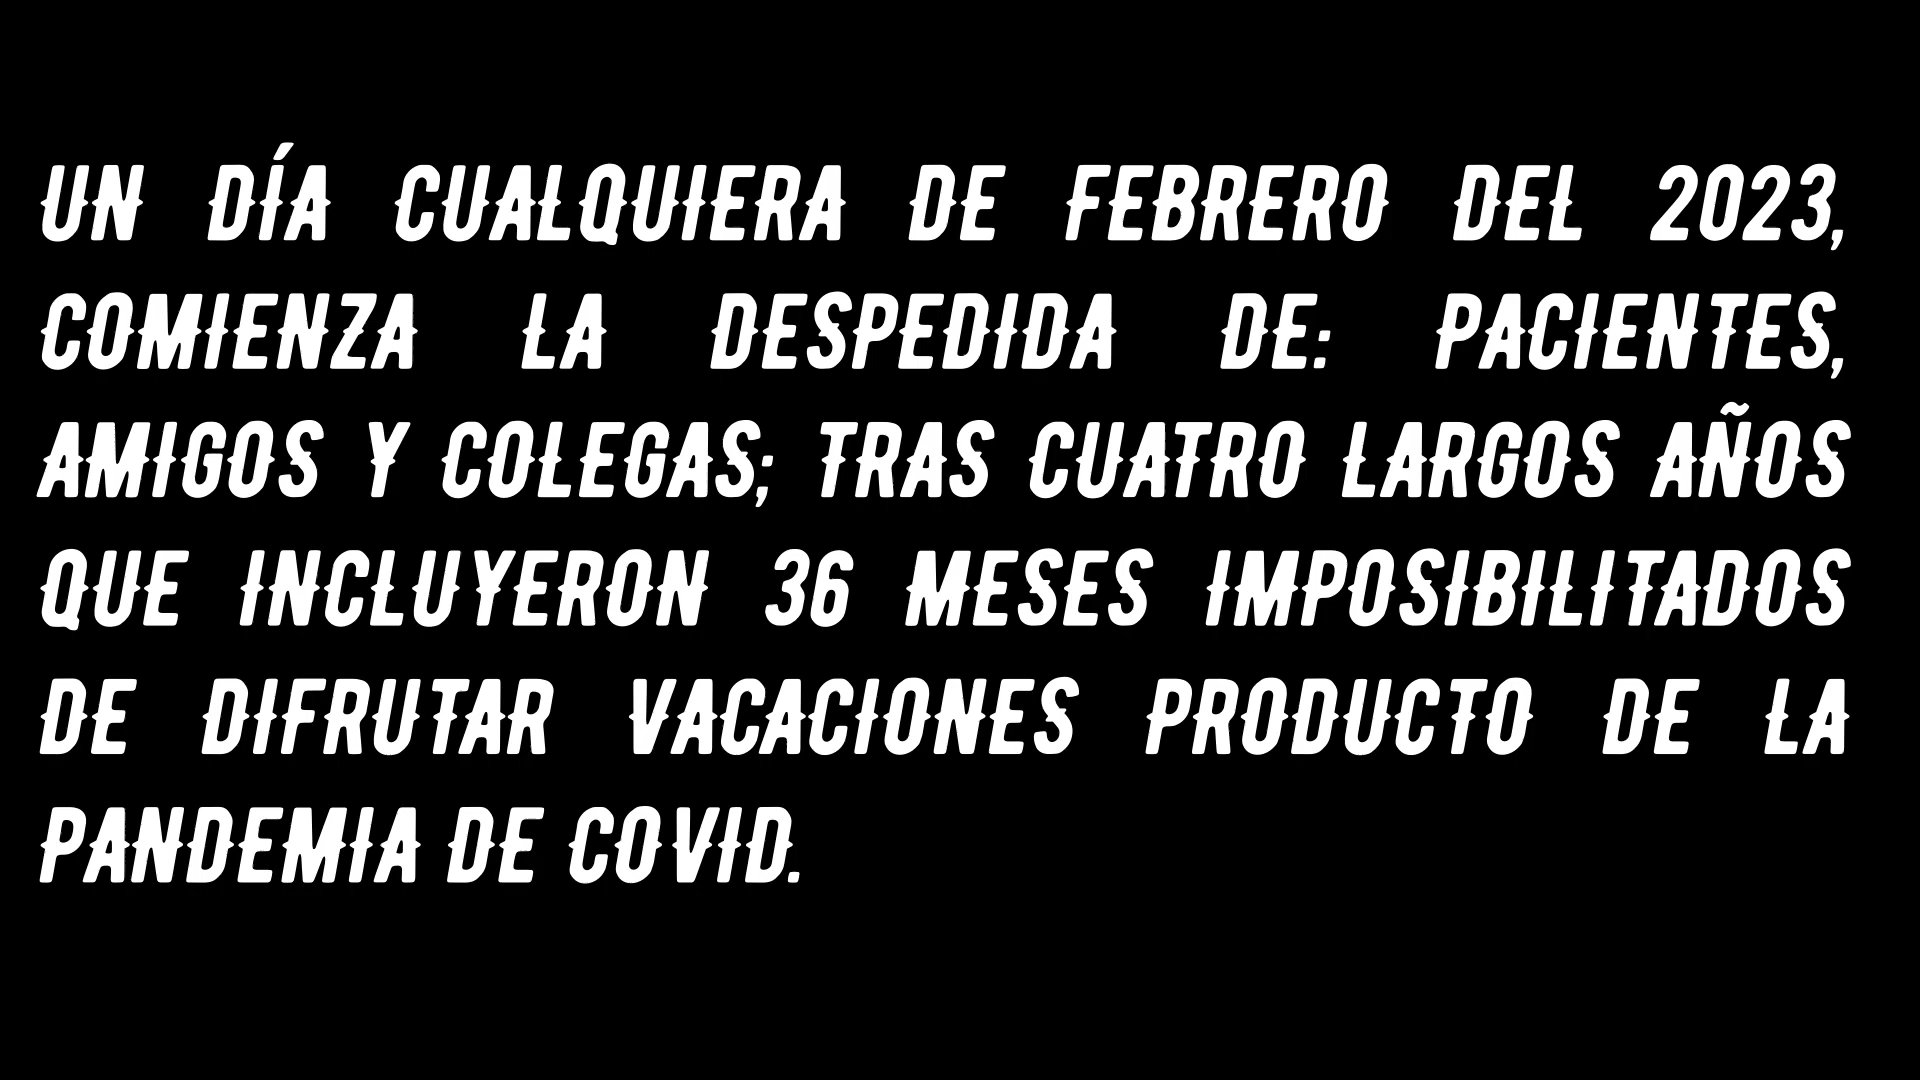 UN DÍA CUALQUIERA DE FEBRERO DEL 2023,
COMIENZA LA DESPEDIDA DE: PACIENTES,
AMIGOS Y COLEGAS; TRAS CUATRO LARGOS AÑOS
QUE INCLUYERON 36 MESES IMPOSIBILITADOS
DE DIFRUTAR VACACIONES PRODUCTO DE LA
PANDEMIA DE COVID.